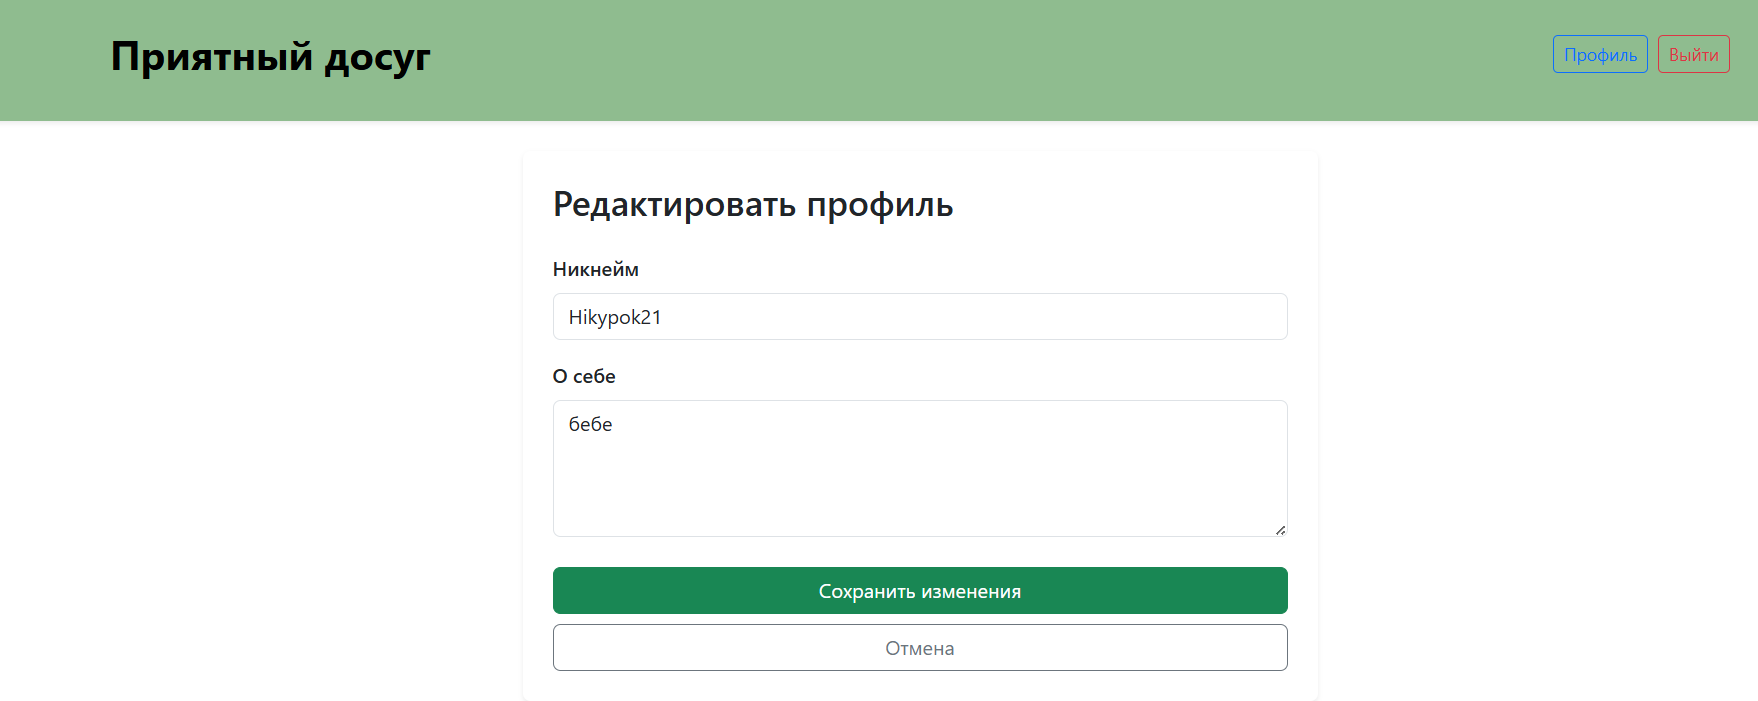 Приятный досуг
Профиль
Выйти
Редактировать профиль
Никнейм
Hikypok21
О себе
бебе
Сохранить изменения
Отмена